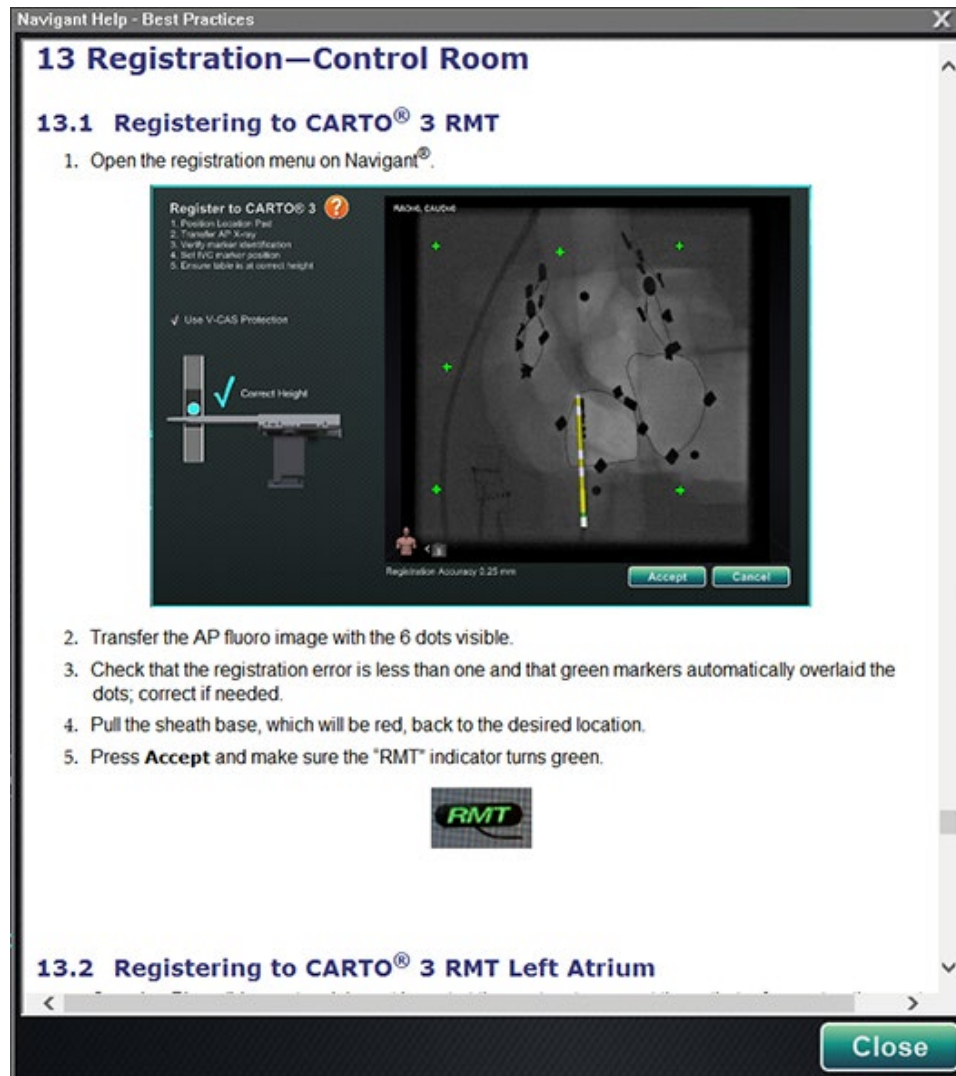 Navigant Help - Best Practices
X
13 Registration—Control Room
13.1 Registering to CARTO® 3 RMT
1. Open the registration menu on Navigant®.
Register to CARTO® 3 ?
1. Position Location Pad
2. Transfer AP X-ray
3. Verify marker identification
4. Set IVC marker position
5. Ensure table is at correct height
√ Use V-CAS Protection
Correct Height
Registration Accuracy 0.25 mm
Accept
Cancel
2. Transfer the AP fluoro image with the 6 dots visible.
3. Check that the registration error is less than one and that green markers automatically overlaid the
dots; correct if needed.
4. Pull the sheath base, which will be red, back to the desired location.
5. Press Accept and make sure the "RMT" indicator turns green.
RMT
13.2 Registering to CARTO® 3 RMT Left Atrium
Close